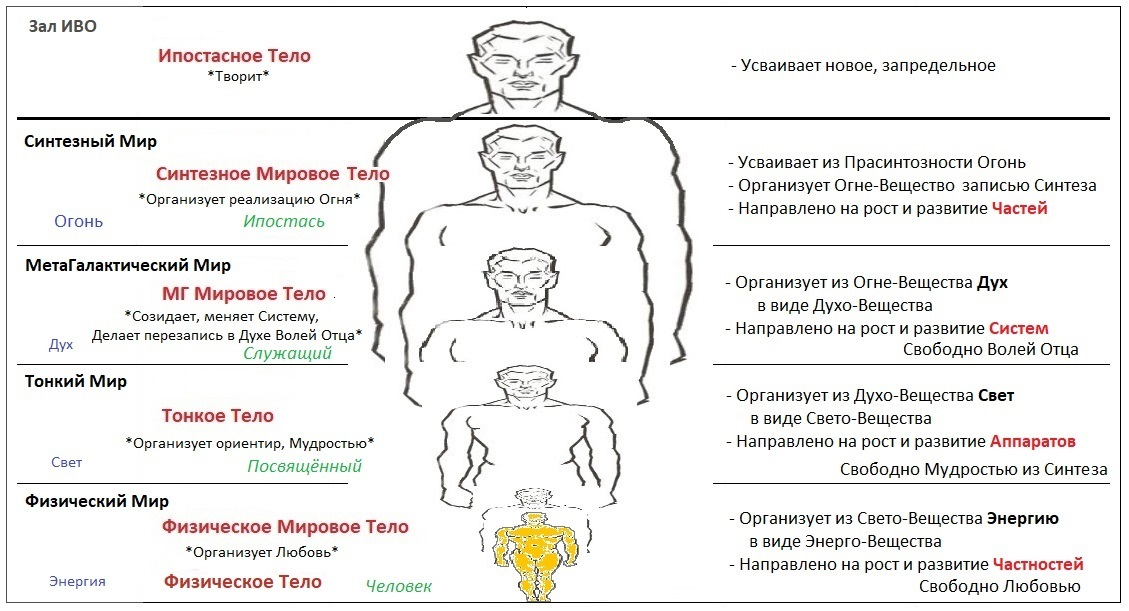 Зал ИВО
Ипостасное Тело
*Творит*
- Усваивает новое, запредельное
Синтезный Мир
Синтезное Мировое Тело
*Организует реализацию Огня*
Огонь
Ипостась
- Усваивает из Прасинтозности Огонь
- Организует Огне-Вещество записью Синтеза
- Направлено на рост и развитие Частей
МетаГалактический Мир
МГ Мировое Тело
*Созидает, меняет Систему,
Делает перезапись в Духе Волей Отца*
Дух
Служащий
- Организует из Огне-Вещества Дух
в виде Духо-Вещества
- Направлено на рост и развитие Систем
Свободно Волей Отца
Тонкий Мир
Тонкое Тело
*Организует ориентир, Мудростью*
Свет
Посвящённый
- Организует из Духо-Вещества Свет
в виде Свето-Вещества
- Направлено на рост и развитие Аппаратов
Свободно Мудростью из Синтеза
Физический Мир
Физическое Мировое Тело
*Организует Любовь*
Энергия
Физическое Тело
Человек
- Организует из Свето-Вещества Энергию
в виде Энерго-Вещества
- Направлено на рост и развитие Частностей
Свободно Любовью